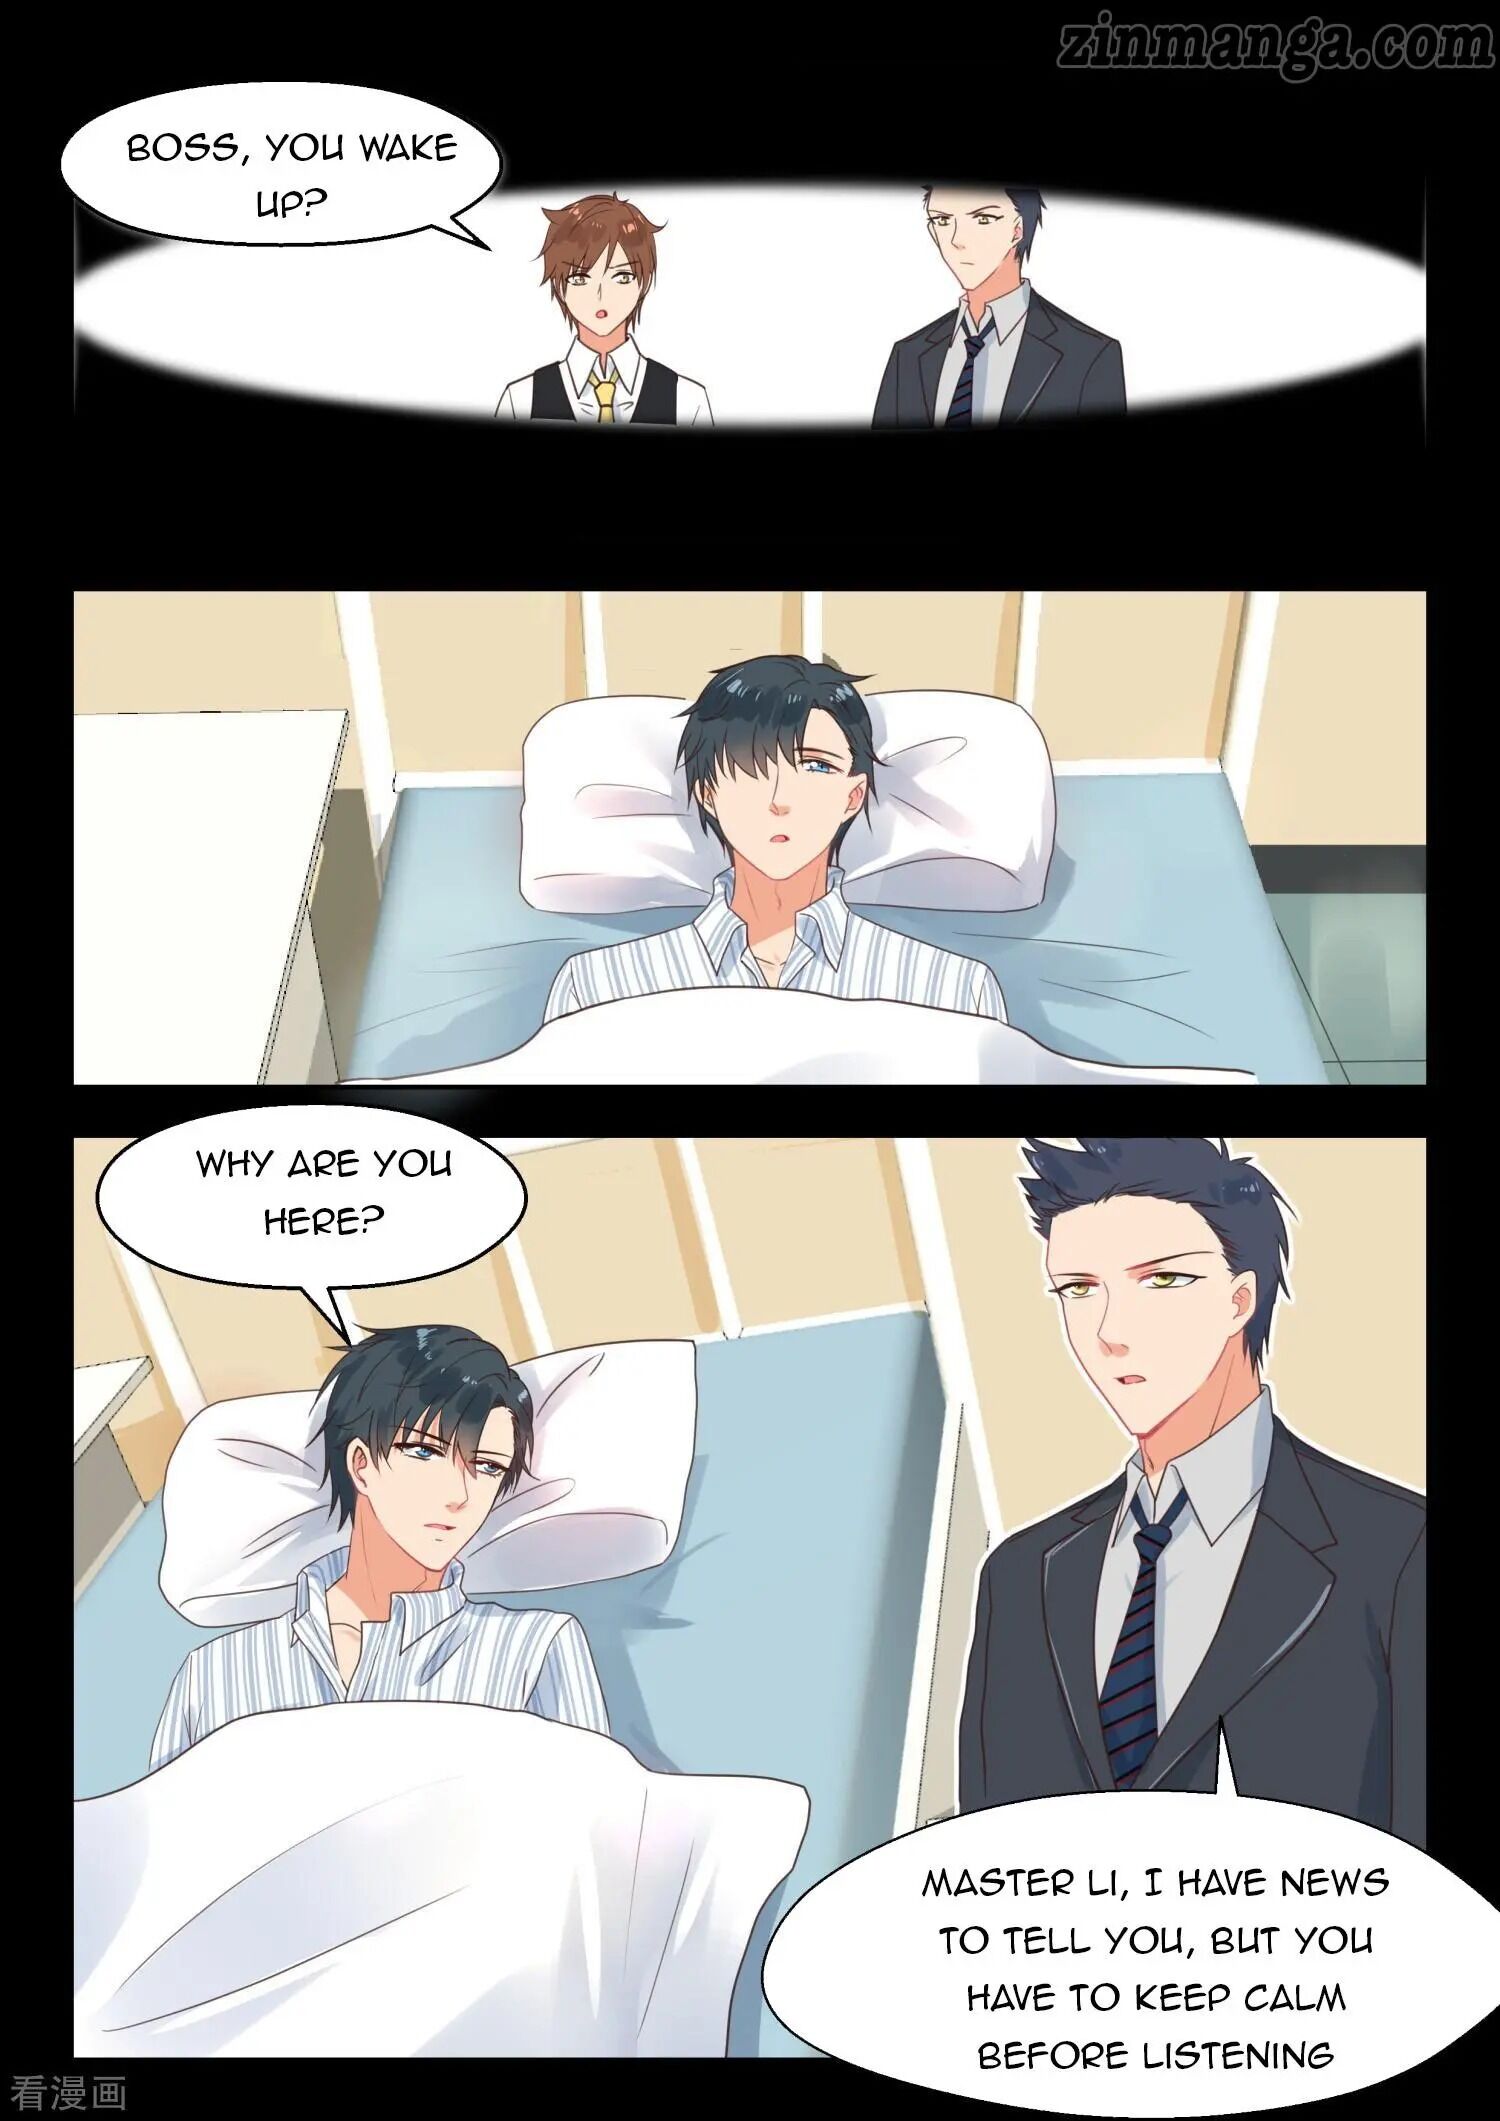 zinmanga.com
BOSS, YOU WAKE
UP?
WHY ARE YOU
HERE?
MASTER LI, I HAVE NEWS
TO TELL YOU, BUT YOU
HAVE TO KEEP CALM
BEFORE LISTENING
看漫画